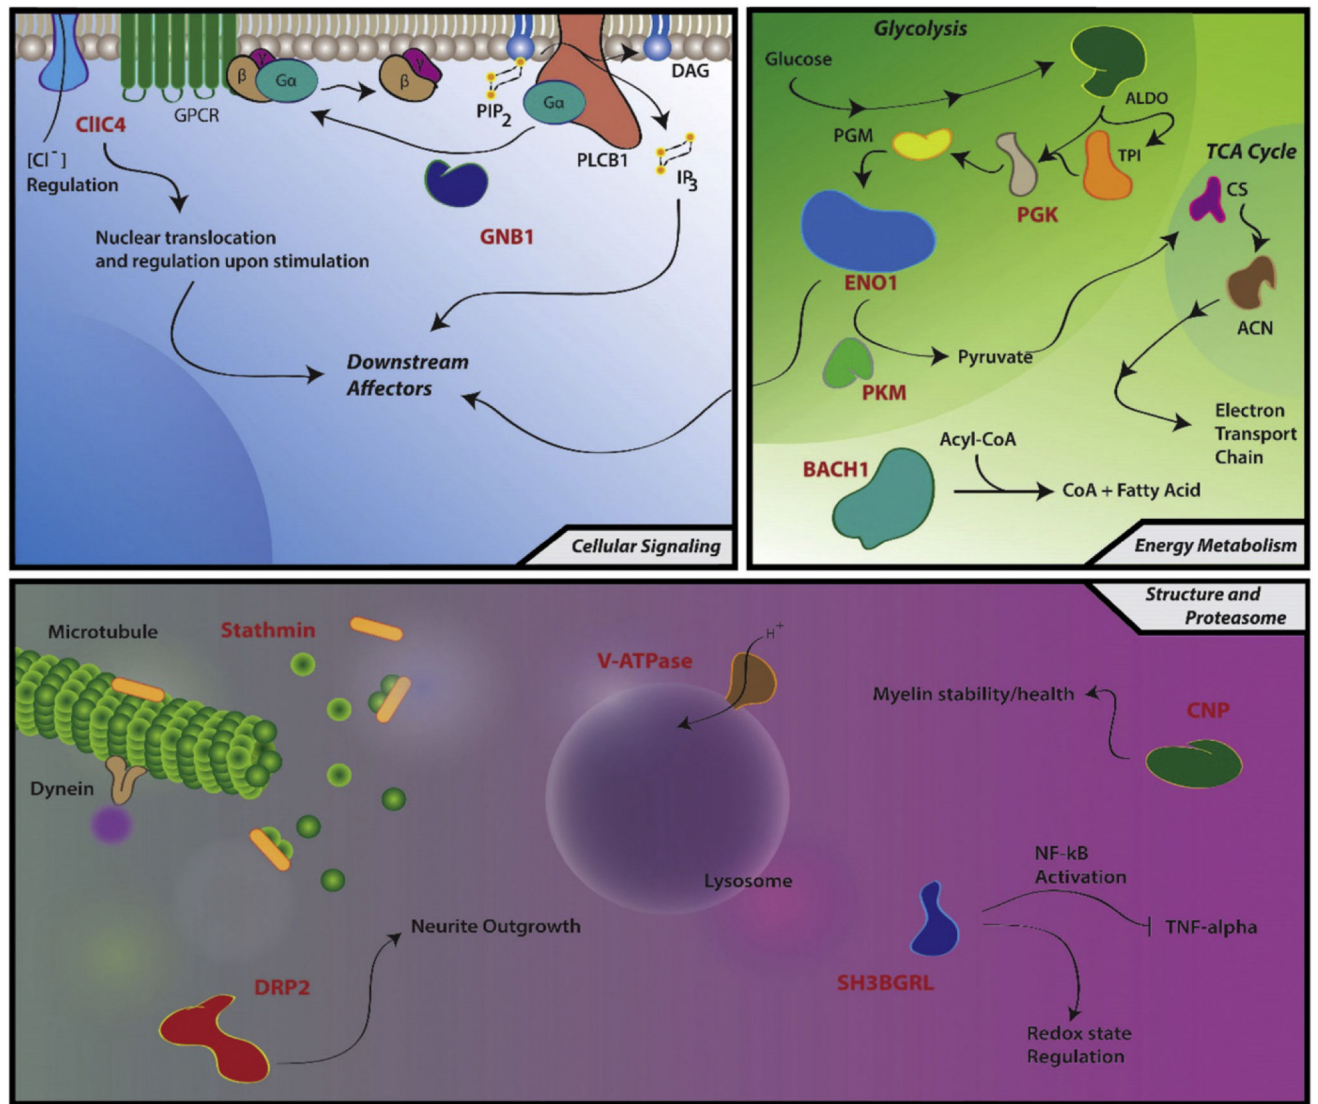 β
γ
Gα
β
γ
GPCR
ClIC4
[Cl⁻]
Regulation
PIP2
Gα
DAG
PLCB1
IP3
GNB1
Nuclear translocation
and regulation upon stimulation
Downstream
Affectors
Cellular Signaling
Glycolysis
Glucose
ALDO
PGM
TPI
PGK
TCA Cycle
CS
ENO1
ACN
Pyruvate
PKM
Electron
Transport
Chain
Acyl-CoA
BACH1
CoA + Fatty Acid
Energy Metabolism
Structure and
Proteasome
Microtubule
Stathmin
H⁺
V-ATPase
Myelin stability/health
CNP
Dynein
Lysosome
NF-kB
Activation
TNF-alpha
Neurite Outgrowth
SH3BGRL
DRP2
Redox state
Regulation